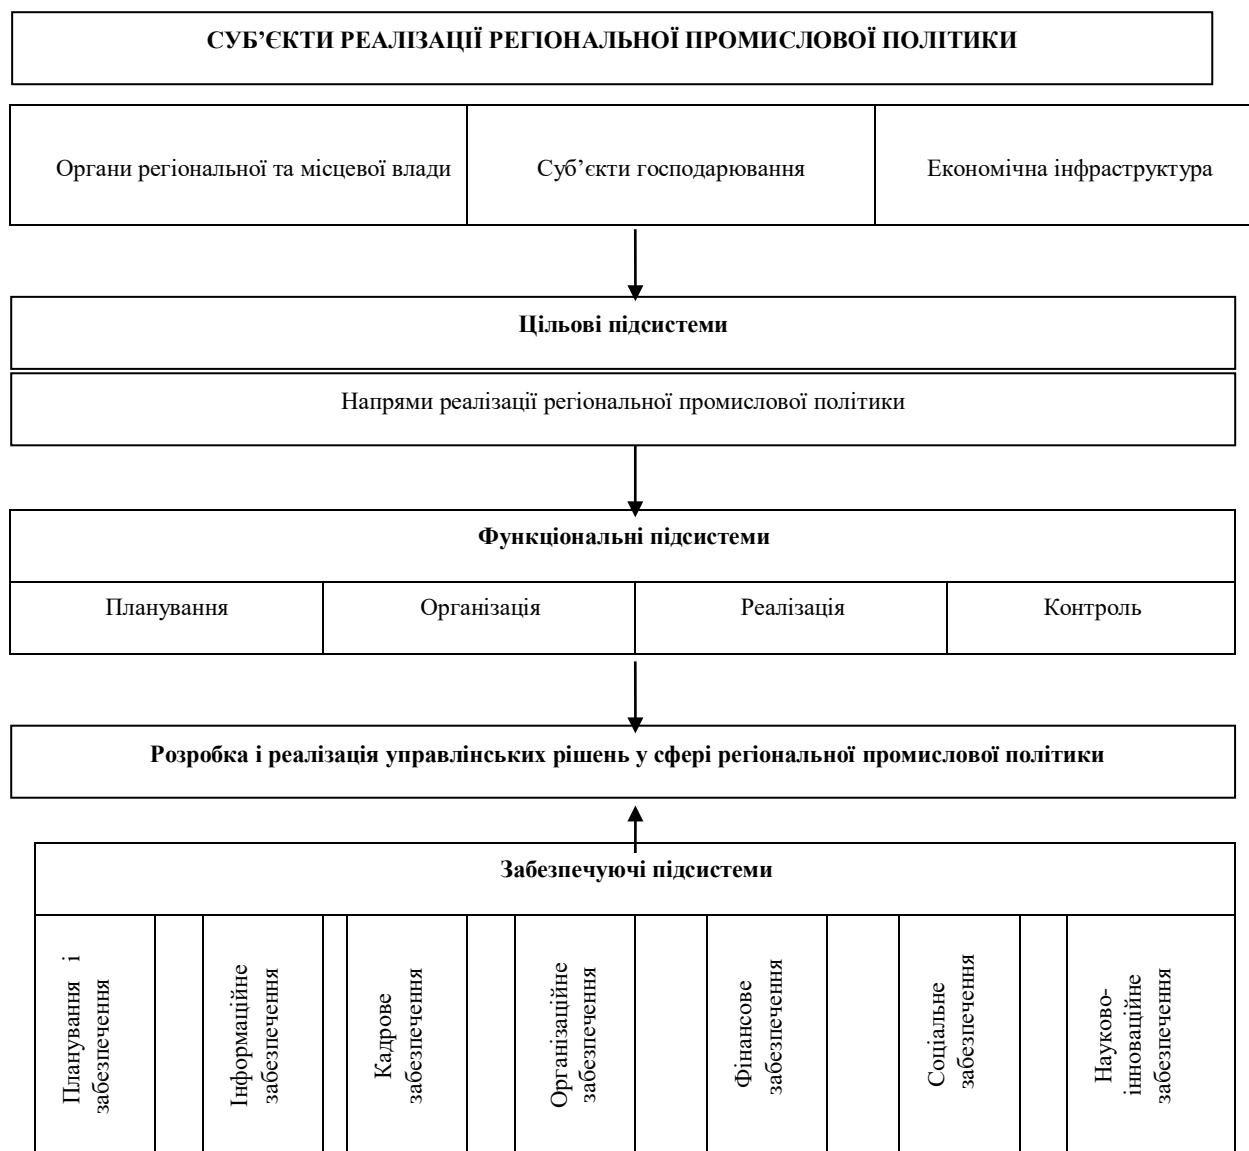 СУБ’ЄКТИ РЕАЛІЗАЦІЇ РЕГІОНАЛЬНОЇ ПРОМИСЛОВОЇ ПОЛІТИКИ
Органи регіональної та місцевої влади
Суб’єкти господарювання
Економічна інфраструктура
Цільові підсистеми
Напрями реалізації регіональної промислової політики
Функціональні підсистеми
Планування
Організація
Реалізація
Контроль
Розробка і реалізація управлінських рішень у сфері регіональної промислової політики
Забезпечуючі підсистеми
Планування і
забезпечення
Інформаційне
забезпечення
Кадрове
забезпечення
Організаційне
забезпечення
Фінансове
забезпечення
Соціальне
забезпечення
Науково-
інноваційне
забезпечення